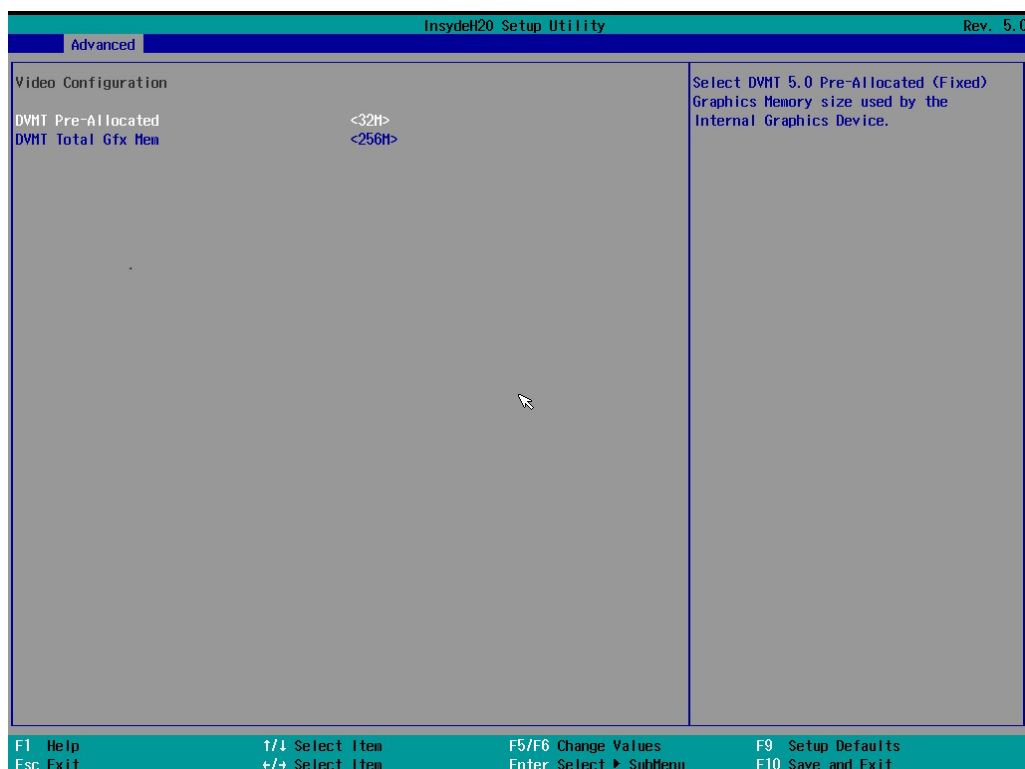 InsydeH20 Setup Utility Rev. 5.0
Advanced
Video Configuration
DVMT Pre-Allocated <32M>
DVMT Total Gfx Mem <256M>
Select DVMT 5.0 Pre-Allocated (Fixed)
Graphics Memory size used by the
Internal Graphics Device.
F1 Help ↑/↓ Select Item F5/F6 Change Values F9 Setup Defaults
Esc Exit ←/→ Select Item Enter Select ▶ SubMenu F10 Save and Exit